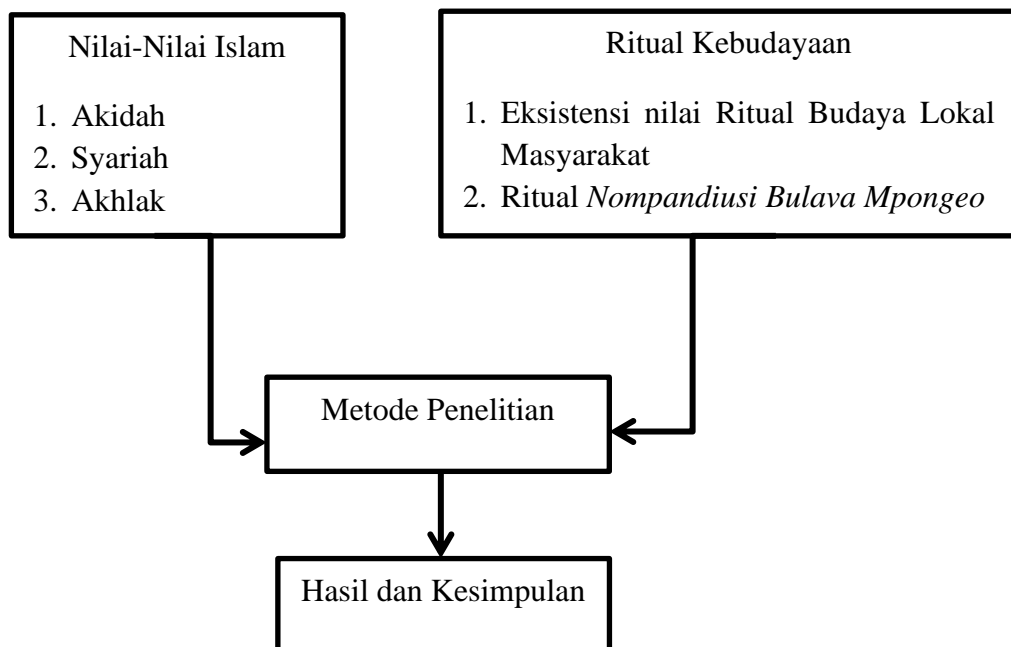 Nilai-Nilai Islam
1. Akidah
2. Syariah
3. Akhlak
Ritual Kebudayaan
1. Eksistensi nilai Ritual Budaya Lokal
Masyarakat
2. Ritual Nompandiusi Bulava Mpongeo
Metode Penelitian
Hasil dan Kesimpulan